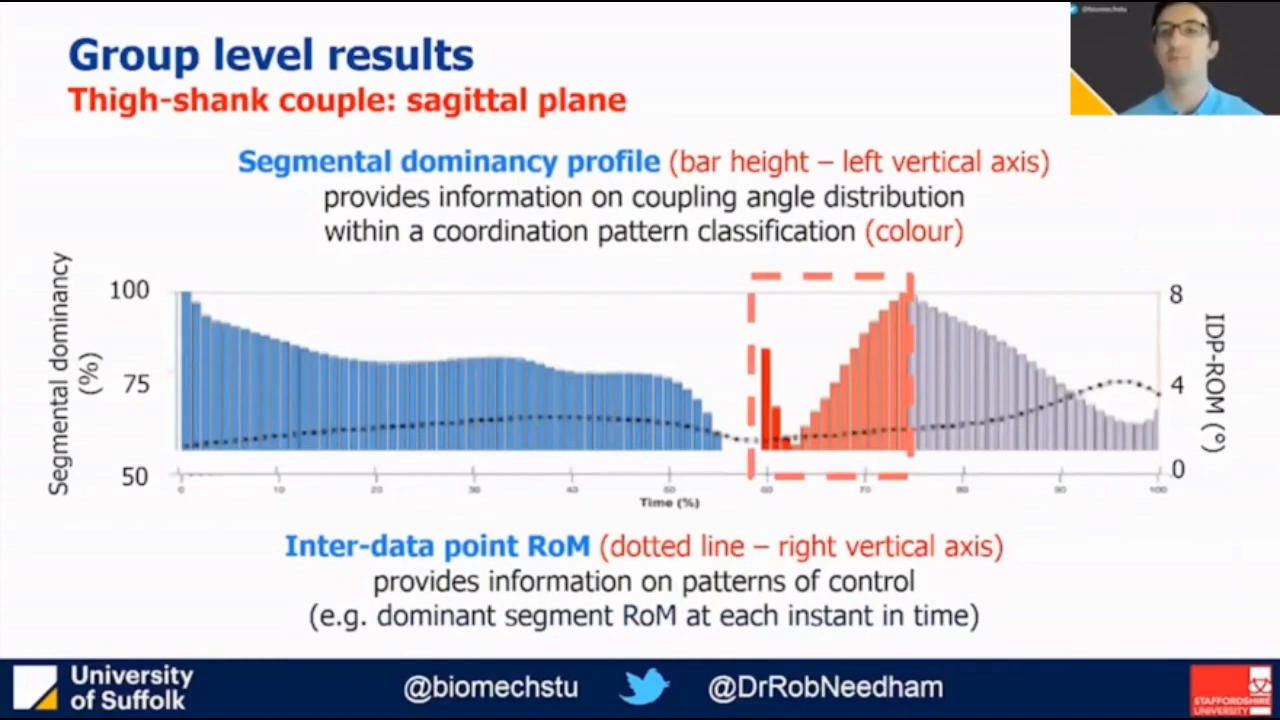 @biomechstu
Group level results
Thigh-shank couple: sagittal plane
Segmental dominancy profile (bar height – left vertical axis)
provides information on coupling angle distribution
within a coordination pattern classification (colour)
Segmental dominancy
(%)
100
75
50
8
4
0
IDP-ROM (°)
0 10 20 30 40 50 60 70 80 90 100
Time (%)
Inter-data point RoM (dotted line – right vertical axis)
provides information on patterns of control
(e.g. dominant segment RoM at each instant in time)
University
of Suffolk
@biomechstu
@DrRobNeedham
STAFFORDSHIRE
UNIVERSITY